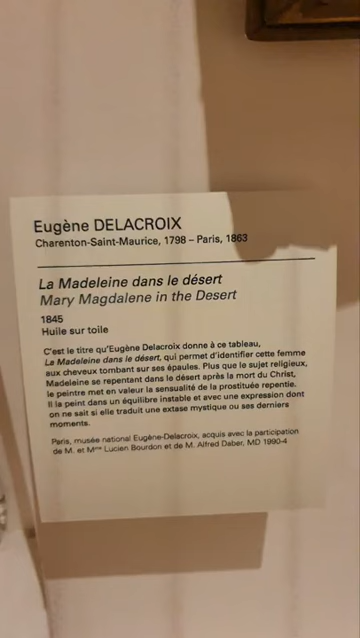 Eugène DELACROIX
Charenton-Saint-Maurice, 1798 – Paris, 1863
La Madeleine dans le désert
Mary Magdalene in the Desert
1845
Huile sur toile
C'est le titre qu'Eugène Delacroix donne à ce tableau,
La Madeleine dans le désert, qui permet d'identifier cette femme
aux cheveux tombant sur ses épaules. Plus que le sujet religieux,
Madeleine se repentant dans le désert après la mort du Christ,
le peintre met en valeur la sensualité de la prostituée repentie.
Il la peint dans un équilibre instable et avec une expression dont
on ne sait si elle traduit une extase mystique ou ses derniers
moments.
Paris, musée national Eugène-Delacroix, acquis avec la participation
de M. et Mme Lucien Bourdon et de M. Alfred Daber, MD 1990-4